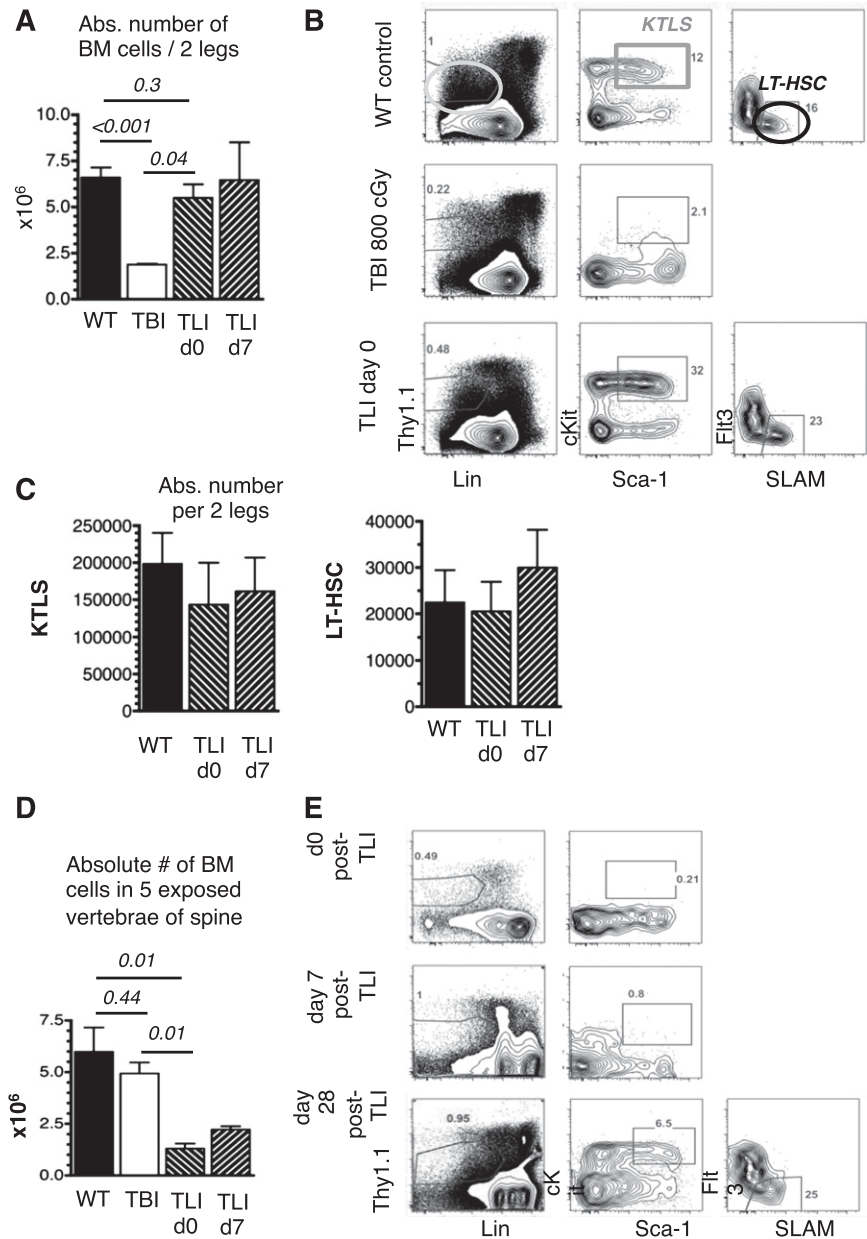 A
Abs. number of
BM cells / 2 legs
0.3
<0.001
0.04
10.0
7.5
5.0
2.5
0.0
x10⁶
WT
TBI
TLI
d0
TLI
d7
B
WT control
1
KTLS
12
LT-HSC
16
TBI 800 cGy
0.22
2.1
TLI day 0
Thy1.1
0.48
cKit
32
Flt3
23
Lin
Sca-1
SLAM
C
Abs. number
per 2 legs
KTLS
250000
200000
150000
100000
50000
0
WT
TLI
d0
TLI
d7
LT-HSC
40000
30000
20000
10000
0
WT
TLI
d0
TLI
d7
D
Absolute # of BM
cells in 5 exposed
vertebrae of spine
0.01
0.44
0.01
7.5
5.0
2.5
0.0
x10⁶
WT
TBI
TLI
d0
TLI
d7
E
d0
post-
TLI
0.49
0.21
day 7
post-
TLI
1
0.8
day
28
post-
TLI
Thy1.1
0.95
cK
it
6.5
Flt
3
25
Lin
Sca-1
SLAM